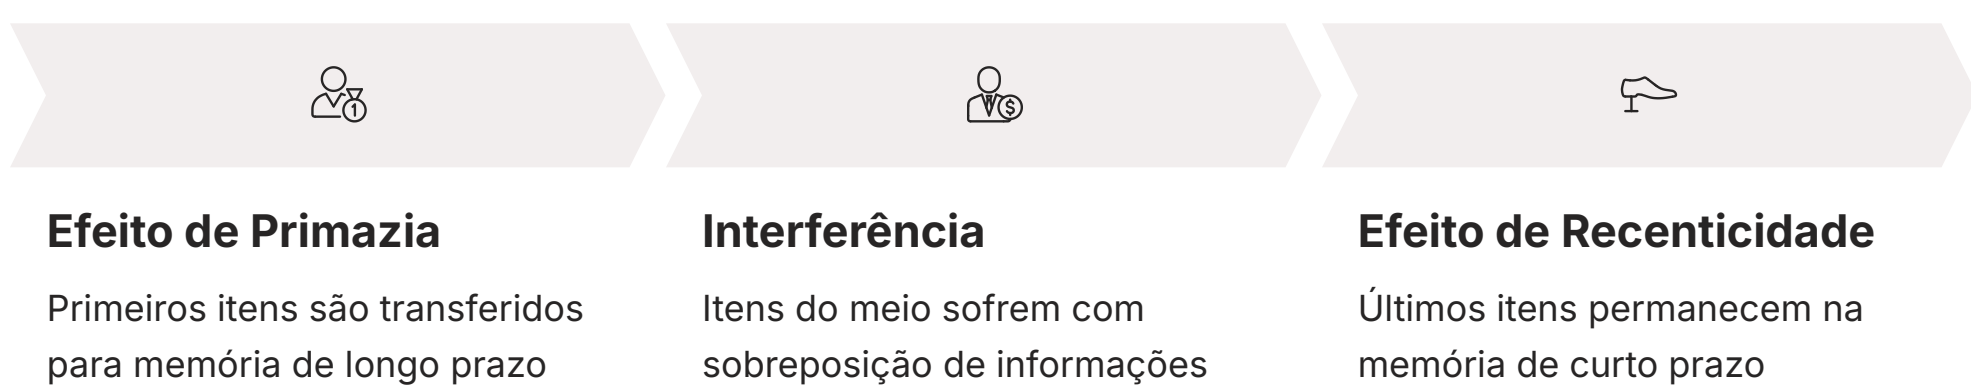 1
$
Efeito de Primazia
Primeiros itens são transferidos
para memória de longo prazo
Interferência
Itens do meio sofrem com
sobreposição de informações
Efeito de Recenticidade
Últimos itens permanecem na
memória de curto prazo